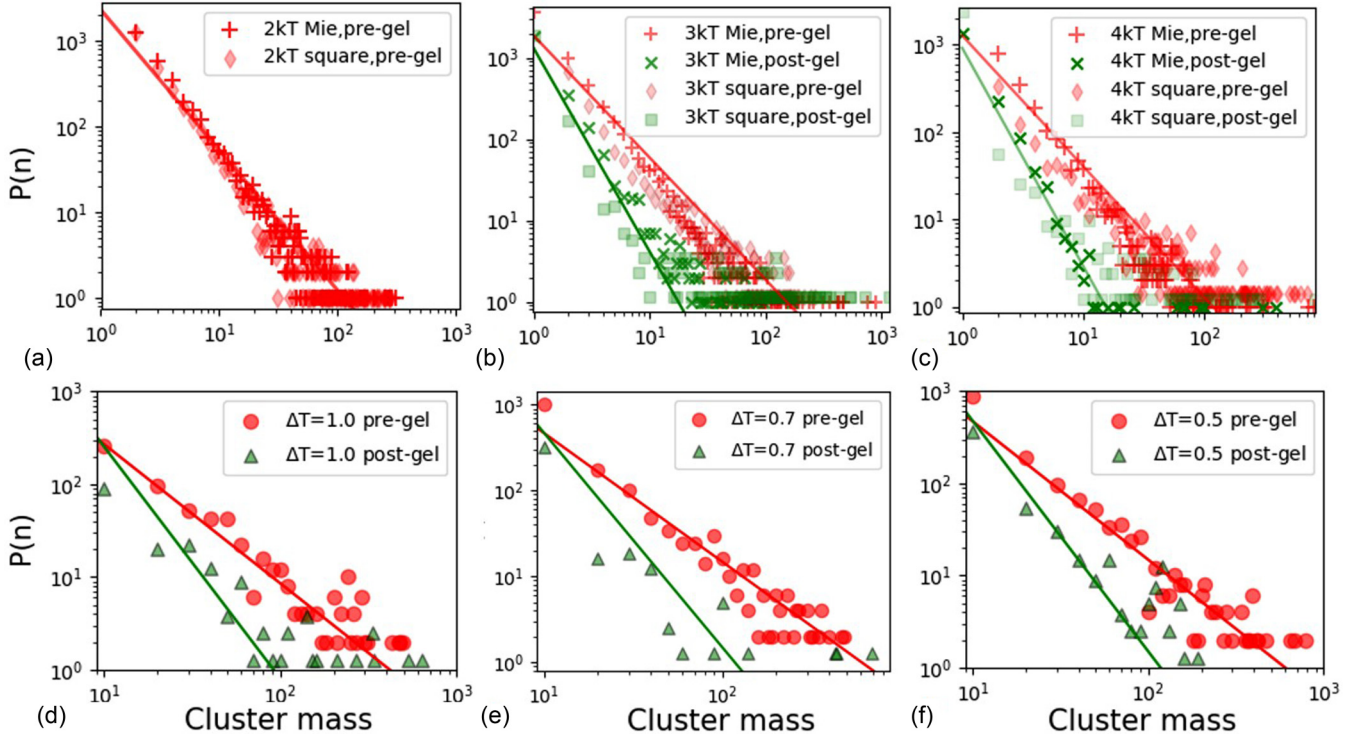 10³
10²
10¹
10⁰
P(n)
2kT Mie,pre-gel
2kT square,pre-gel
10⁰
10¹
10²
10³
(a)
10³
10²
10¹
10⁰
3kT Mie,pre-gel
3kT Mie,post-gel
3kT square,pre-gel
3kT square,post-gel
10⁰
10¹
10²
10³
(b)
10³
10²
10¹
10⁰
4kT Mie,pre-gel
4kT Mie,post-gel
4kT square,pre-gel
4kT square,post-gel
10⁰
10¹
10²
(c)
10³
10²
10¹
10⁰
P(n)
ΔT=1.0 pre-gel
ΔT=1.0 post-gel
10¹
10²
10³
Cluster mass
(d)
10³
10²
10¹
10⁰
ΔT=0.7 pre-gel
ΔT=0.7 post-gel
10¹
10²
Cluster mass
(e)
10³
10²
10¹
10⁰
ΔT=0.5 pre-gel
ΔT=0.5 post-gel
10¹
10²
10³
Cluster mass
(f)